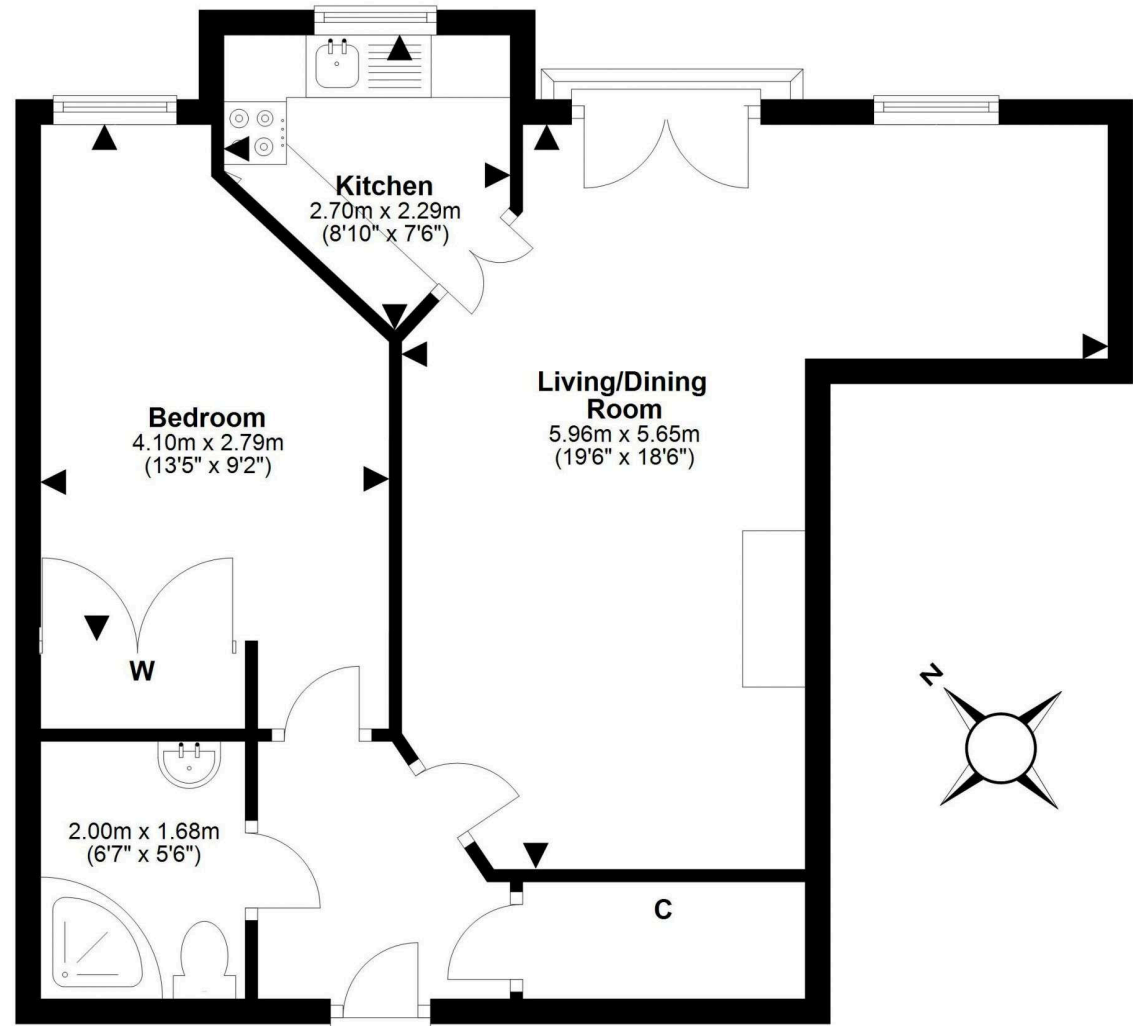 Kitchen
2.70m x 2.29m
(8'10" x 7'6")
Living/Dining
Room
5.96m x 5.65m
(19'6" x 18'6")
Bedroom
4.10m x 2.79m
(13'5" x 9'2")
W
N
2.00m x 1.68m
(6'7" x 5'6")
C